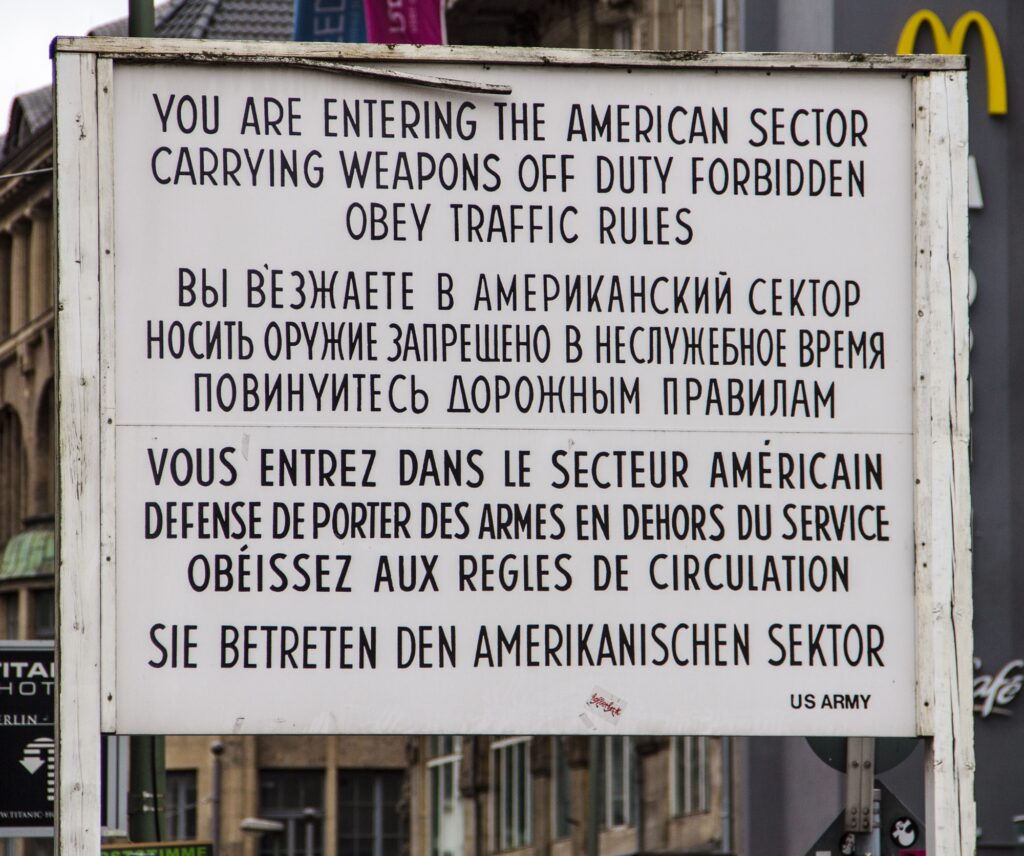 YOU ARE ENTERING THE AMERICAN SECTOR
CARRYING WEAPONS OFF DUTY FORBIDDEN
OBEY TRAFFIC RULES
ВЫ В'ЕЗЖАЕТЕ В АМЕРИКАНСКИЙ СЕКТОР
НОСИТЬ ОРУЖИЕ ЗАПРЕЩЕНО В НЕСЛУЖЕБНОЕ ВРЕМЯ
ПОВИНУИТЕСЬ ДОРОЖНЫМ ПРАВИЛАМ
VOUS ENTREZ DANS LE SECTEUR AMÉRICAIN
DEFENSE DE PORTER DES ARMES EN DEHORS DU SERVICE
OBÉISSEZ AUX REGLES DE CIRCULATION
SIE BETRETEN DEN AMERIKANISCHEN SEKTOR
US ARMY